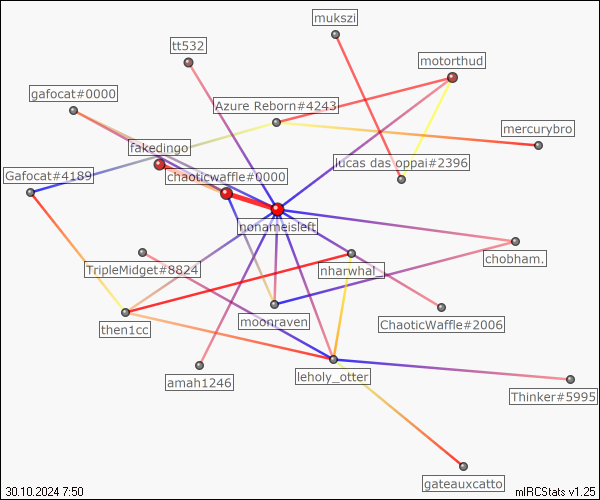 mukszi
tt532
motorthud
gafocat#0000
Azure Reborn#4243
mercurybro
fakedingo
lucas das oppai#2396
Gafocat#4189
chaoticwaffle#0000
nonameisleft
chobham.
TripleMidget#8824
nharwhal_
moonraven
ChaoticWaffle#2006
then1cc
leholy_otter
amah1246
Thinker#5995
gateauxcatto
30.10.2024 7:50
mIRCStats v1.25